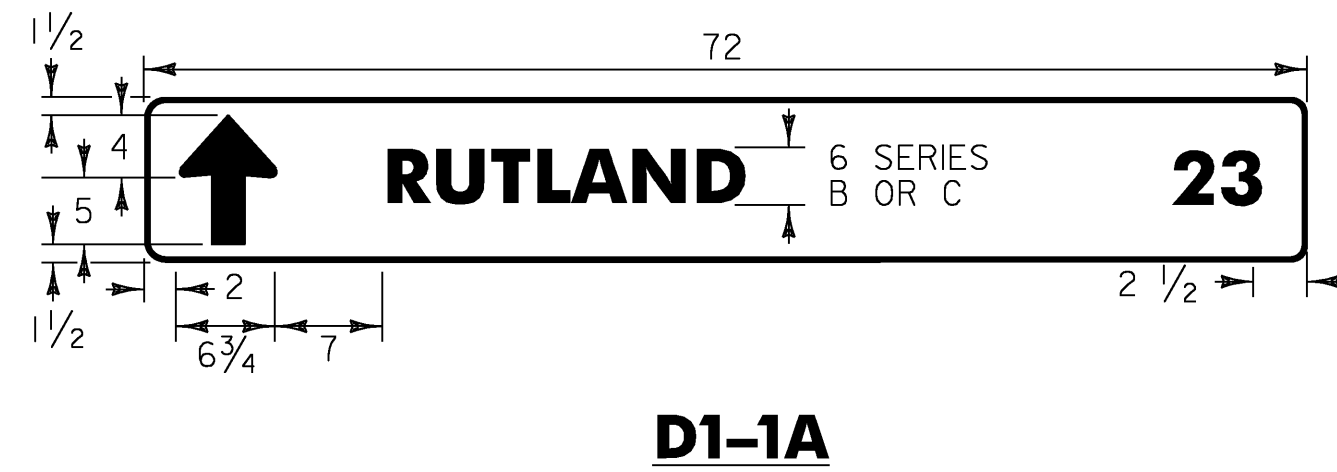 1 1/2
72
4
RUTLAND
6 SERIES
B OR C
23
5
2
2 1/2
1 1/2
6 3/4
7
D1–1A